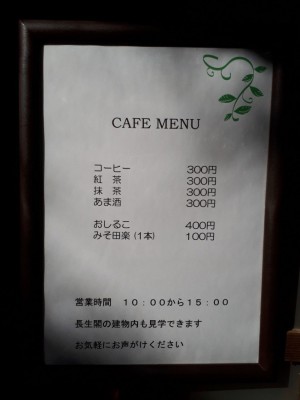 CAFE MENU
コーヒー 300円
紅 茶 300円
抹 茶 300円
あま酒 300円
おしるこ 400円
みそ田楽(1本) 100円
営業時間 10:00から15:00
長生閣の建物内も見学できます
お気軽にお声がけください